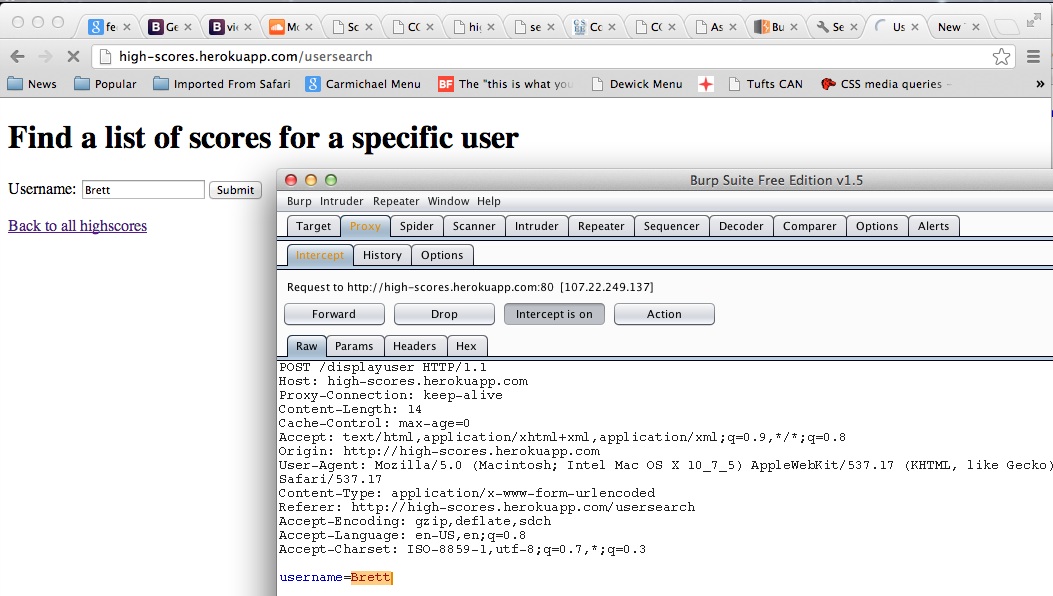 fe
Ge
vi
Mc
Sc
CC
hig
se
Co
CC
As
Bu
Se
Us
New
high-scores.herokuapp.com/usersearch
News Popular Imported From Safari Carmichael Menu BF The "this is what you Dewick Menu Tufts CAN CSS media queries »
Find a list of scores for a specific user
Username: Brett Submit
Back to all highscores
Burp Suite Free Edition v1.5
Burp Intruder Repeater Window Help
Target Proxy Spider Scanner Intruder Repeater Sequencer Decoder Comparer Options Alerts
Intercept History Options
Request to http://high-scores.herokuapp.com:80 [107.22.249.137]
Forward Drop Intercept is on Action
Raw Params Headers Hex
POST /displayuser HTTP/1.1
Host: high-scores.herokuapp.com
Proxy-Connection: keep-alive
Content-Length: 14
Cache-Control: max-age=0
Accept: text/html,application/xhtml+xml,application/xml;q=0.9,*/*;q=0.8
Origin: http://high-scores.herokuapp.com
User-Agent: Mozilla/5.0 (Macintosh; Intel Mac OS X 10_7_5) AppleWebKit/537.17 (KHTML, like Gecko)
Safari/537.17
Content-Type: application/x-www-form-urlencoded
Referer: http://high-scores.herokuapp.com/usersearch
Accept-Encoding: gzip,deflate,sdch
Accept-Language: en-US,en;q=0.8
Accept-Charset: ISO-8859-1,utf-8;q=0.7,*;q=0.3
username=Brett